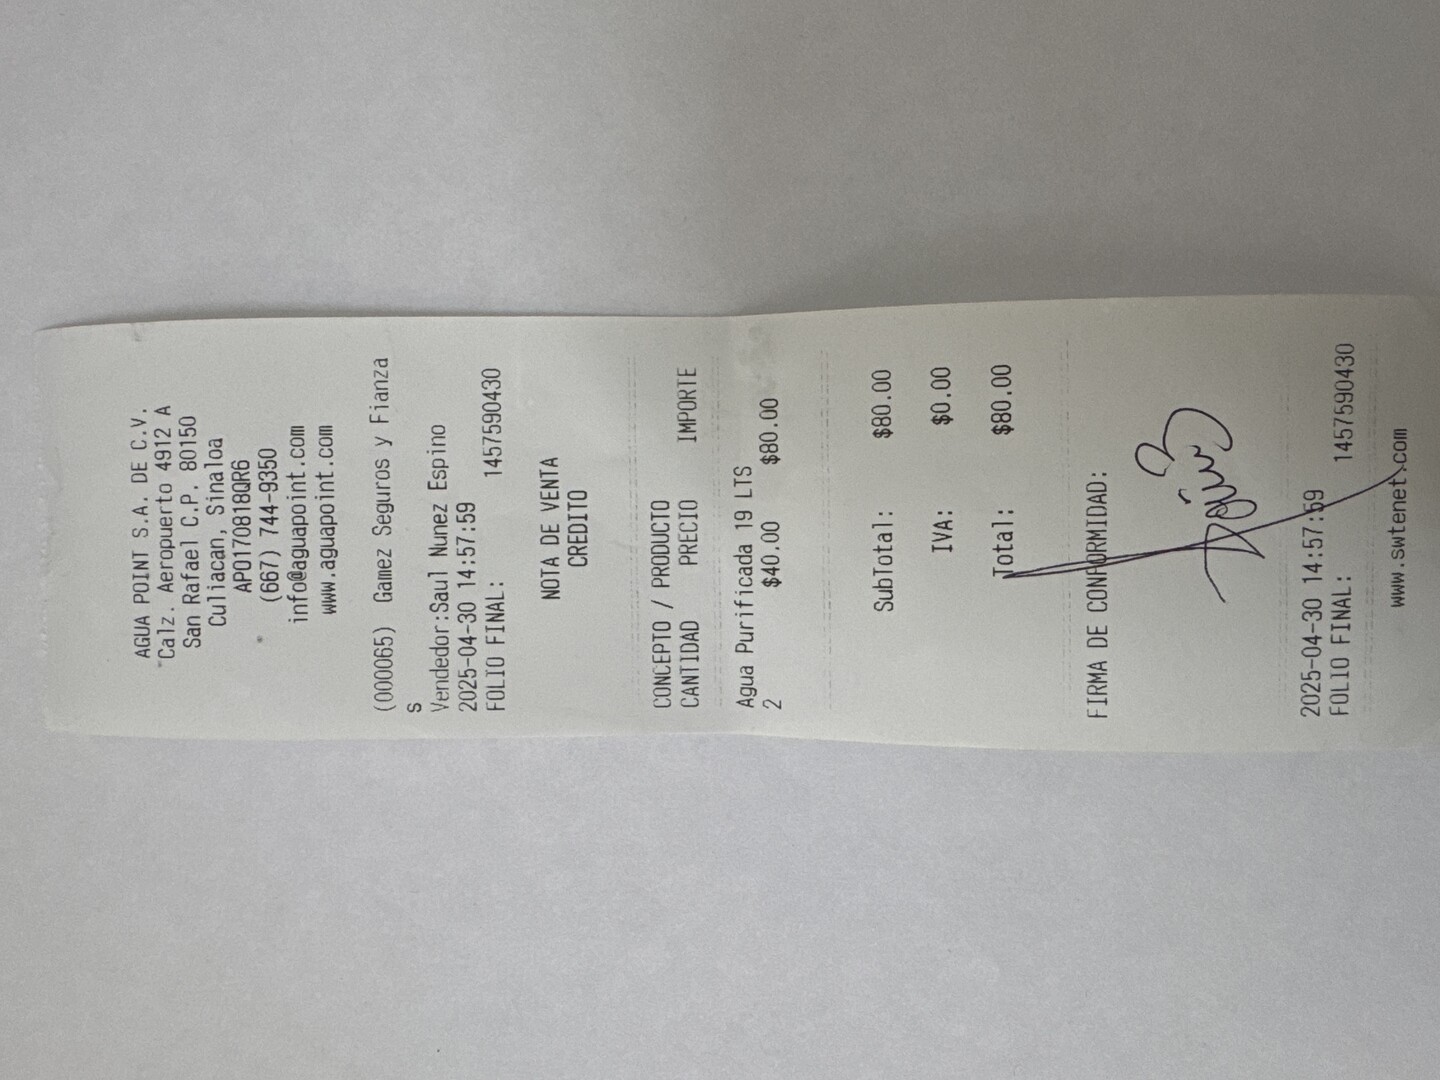 AGUA POINT S.A. DE C.V.
Calz. Aeropuerto 4912 A
San Rafael C.P. 80150
Culiacan, Sinaloa
APO170818QR6
(667) 744-9350
info@aguapoint.com
www.aguapoint.com
(000065) Gamez Seguros y Fianza
S
Vendedor:Saul Nunez Espino
2025-04-30 14:57:59
FOLIO FINAL: 1457590430
NOTA DE VENTA
CREDITO
CONCEPTO / PRODUCTO
CANTIDAD PRECIO IMPORTE
Agua Purificada 19 LTS
2 $40.00 $80.00
SubTotal: $80.00
IVA: $0.00
Total: $80.00
FIRMA DE CONFORMIDAD:
2025-04-30 14:57:59
FOLIO FINAL: 1457590430
www.swtenet.com